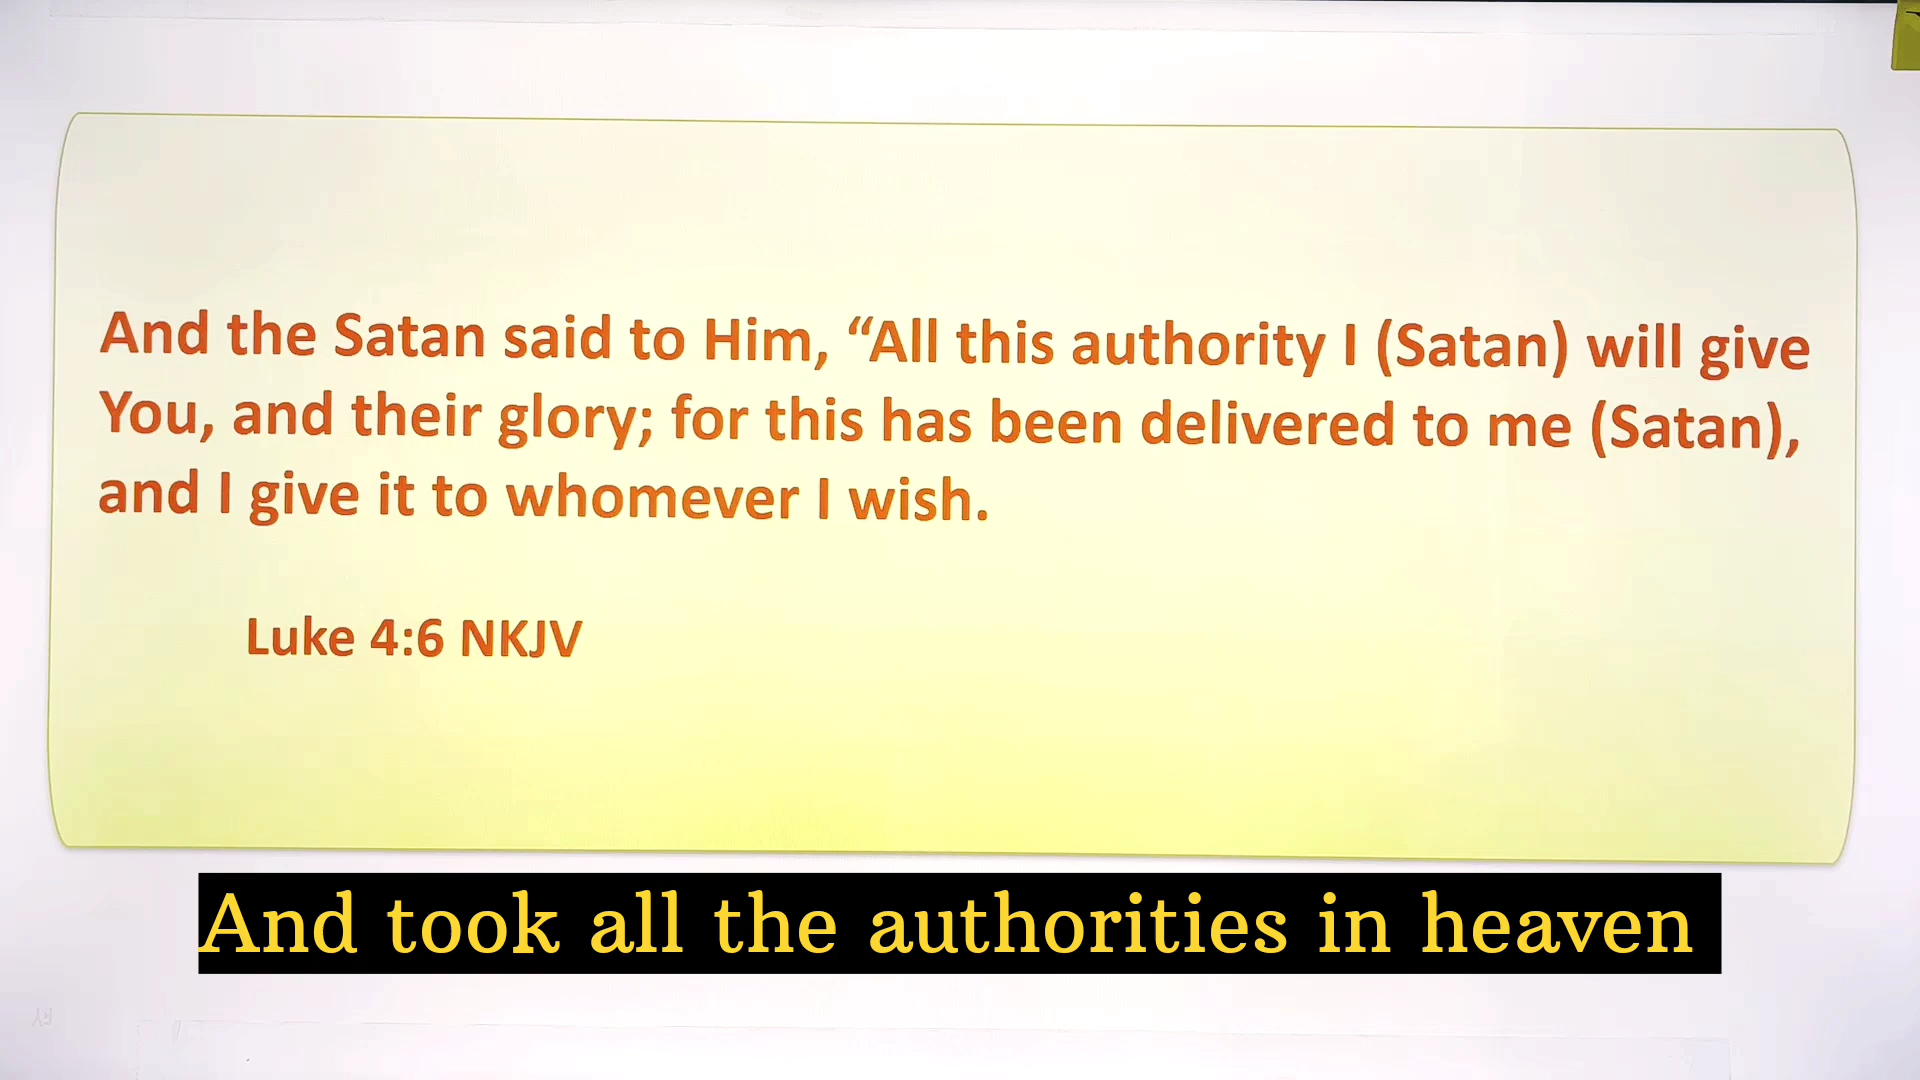 And the Satan said to Him, “All this authority I (Satan) will give
You, and their glory; for this has been delivered to me (Satan),
and I give it to whomever I wish.
Luke 4:6 NKJV
And took all the authorities in heaven